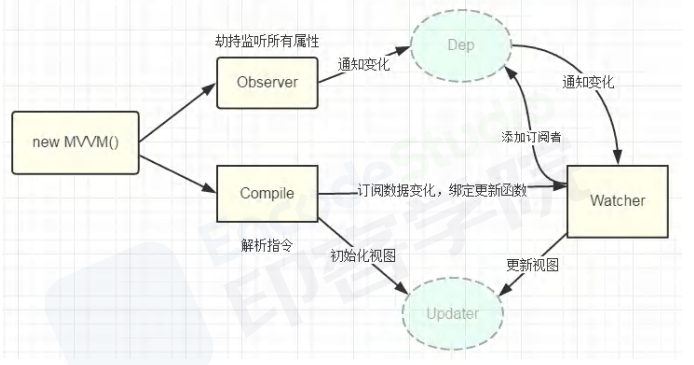 劫持监听所有属性
Dep
通知变化
Observer
通知变化
new MVVM()
添加订阅者
Compile
订阅数据变化，绑定更新函数
Watcher
解析指令
初始化视图
更新视图
Updater
印客学院